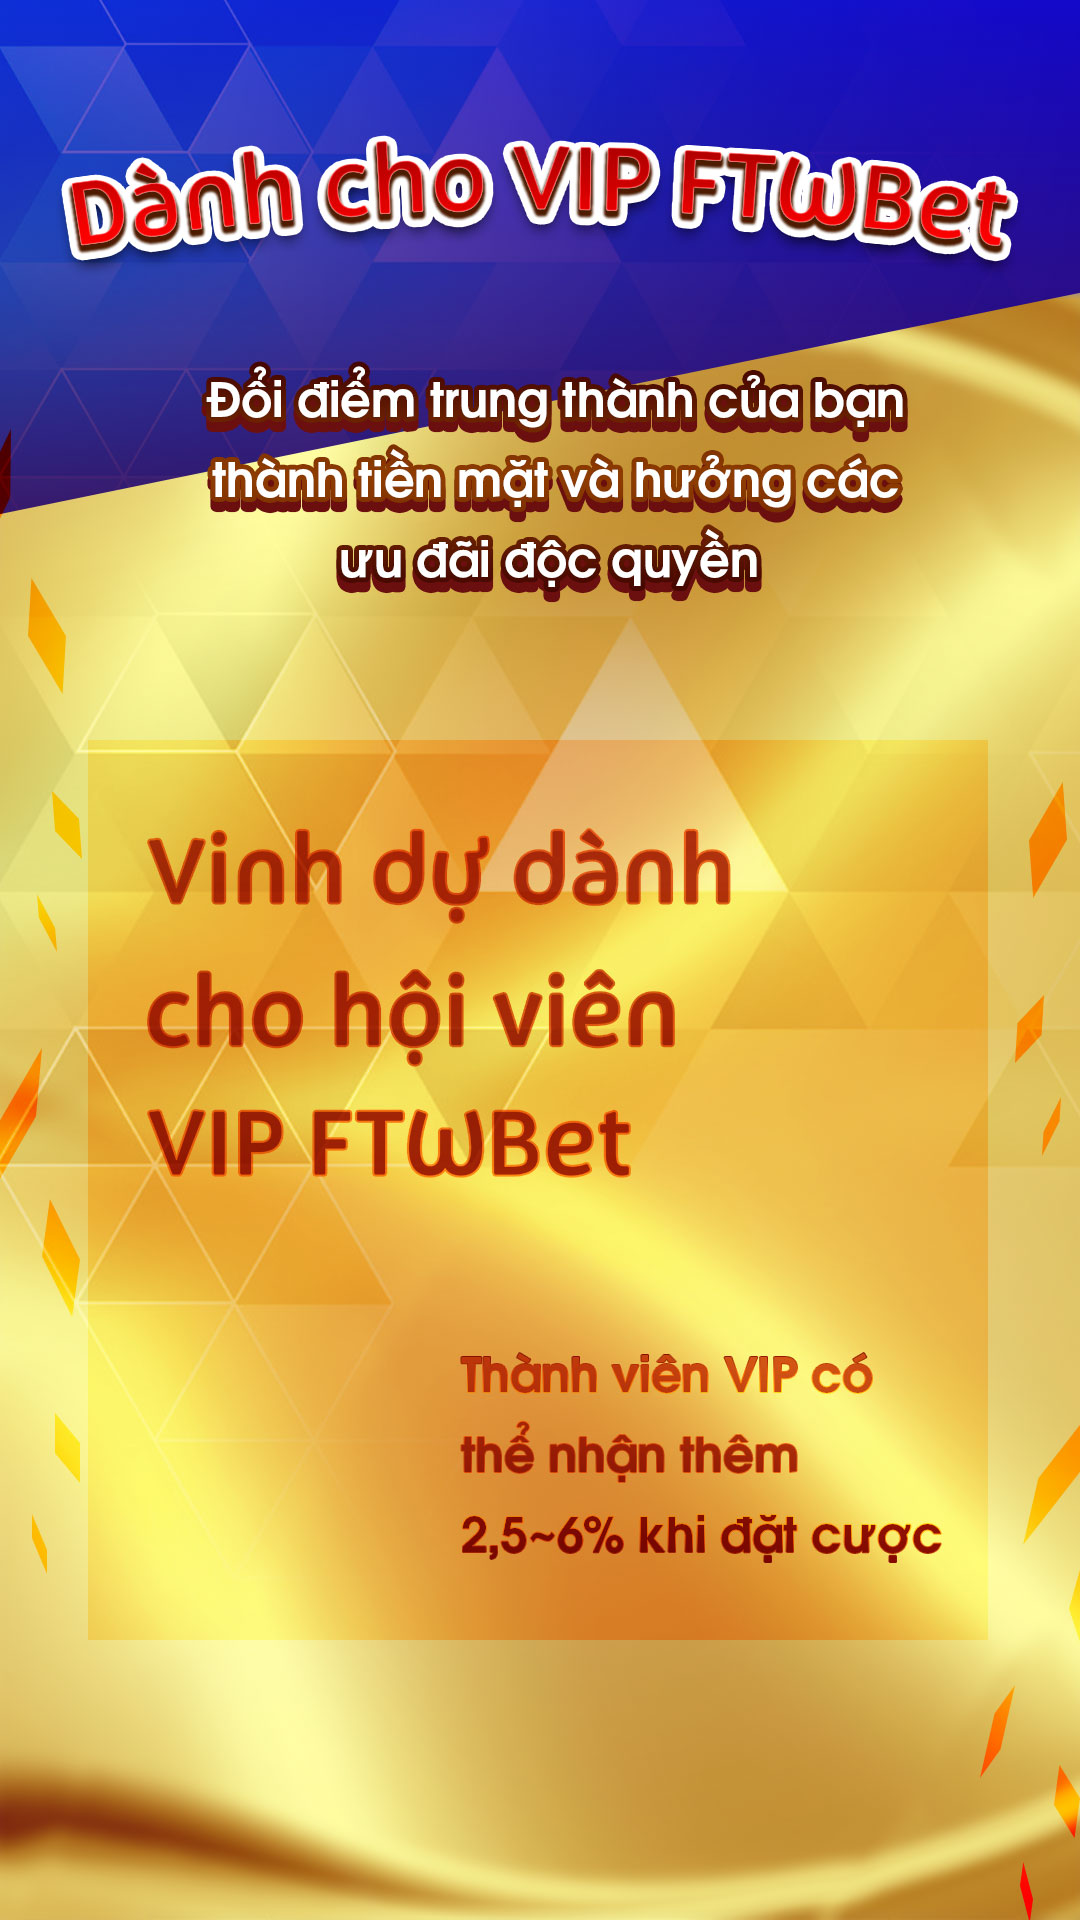 Dành cho VIP FTWBet
Đổi điểm trung thành của bạn
thành tiền mặt và hưởng các
ưu đãi độc quyền
Vinh dự dành
cho hội viên
VIP FTWBet
Thành viên VIP có
thể nhận thêm
2,5~6% khi đặt cược